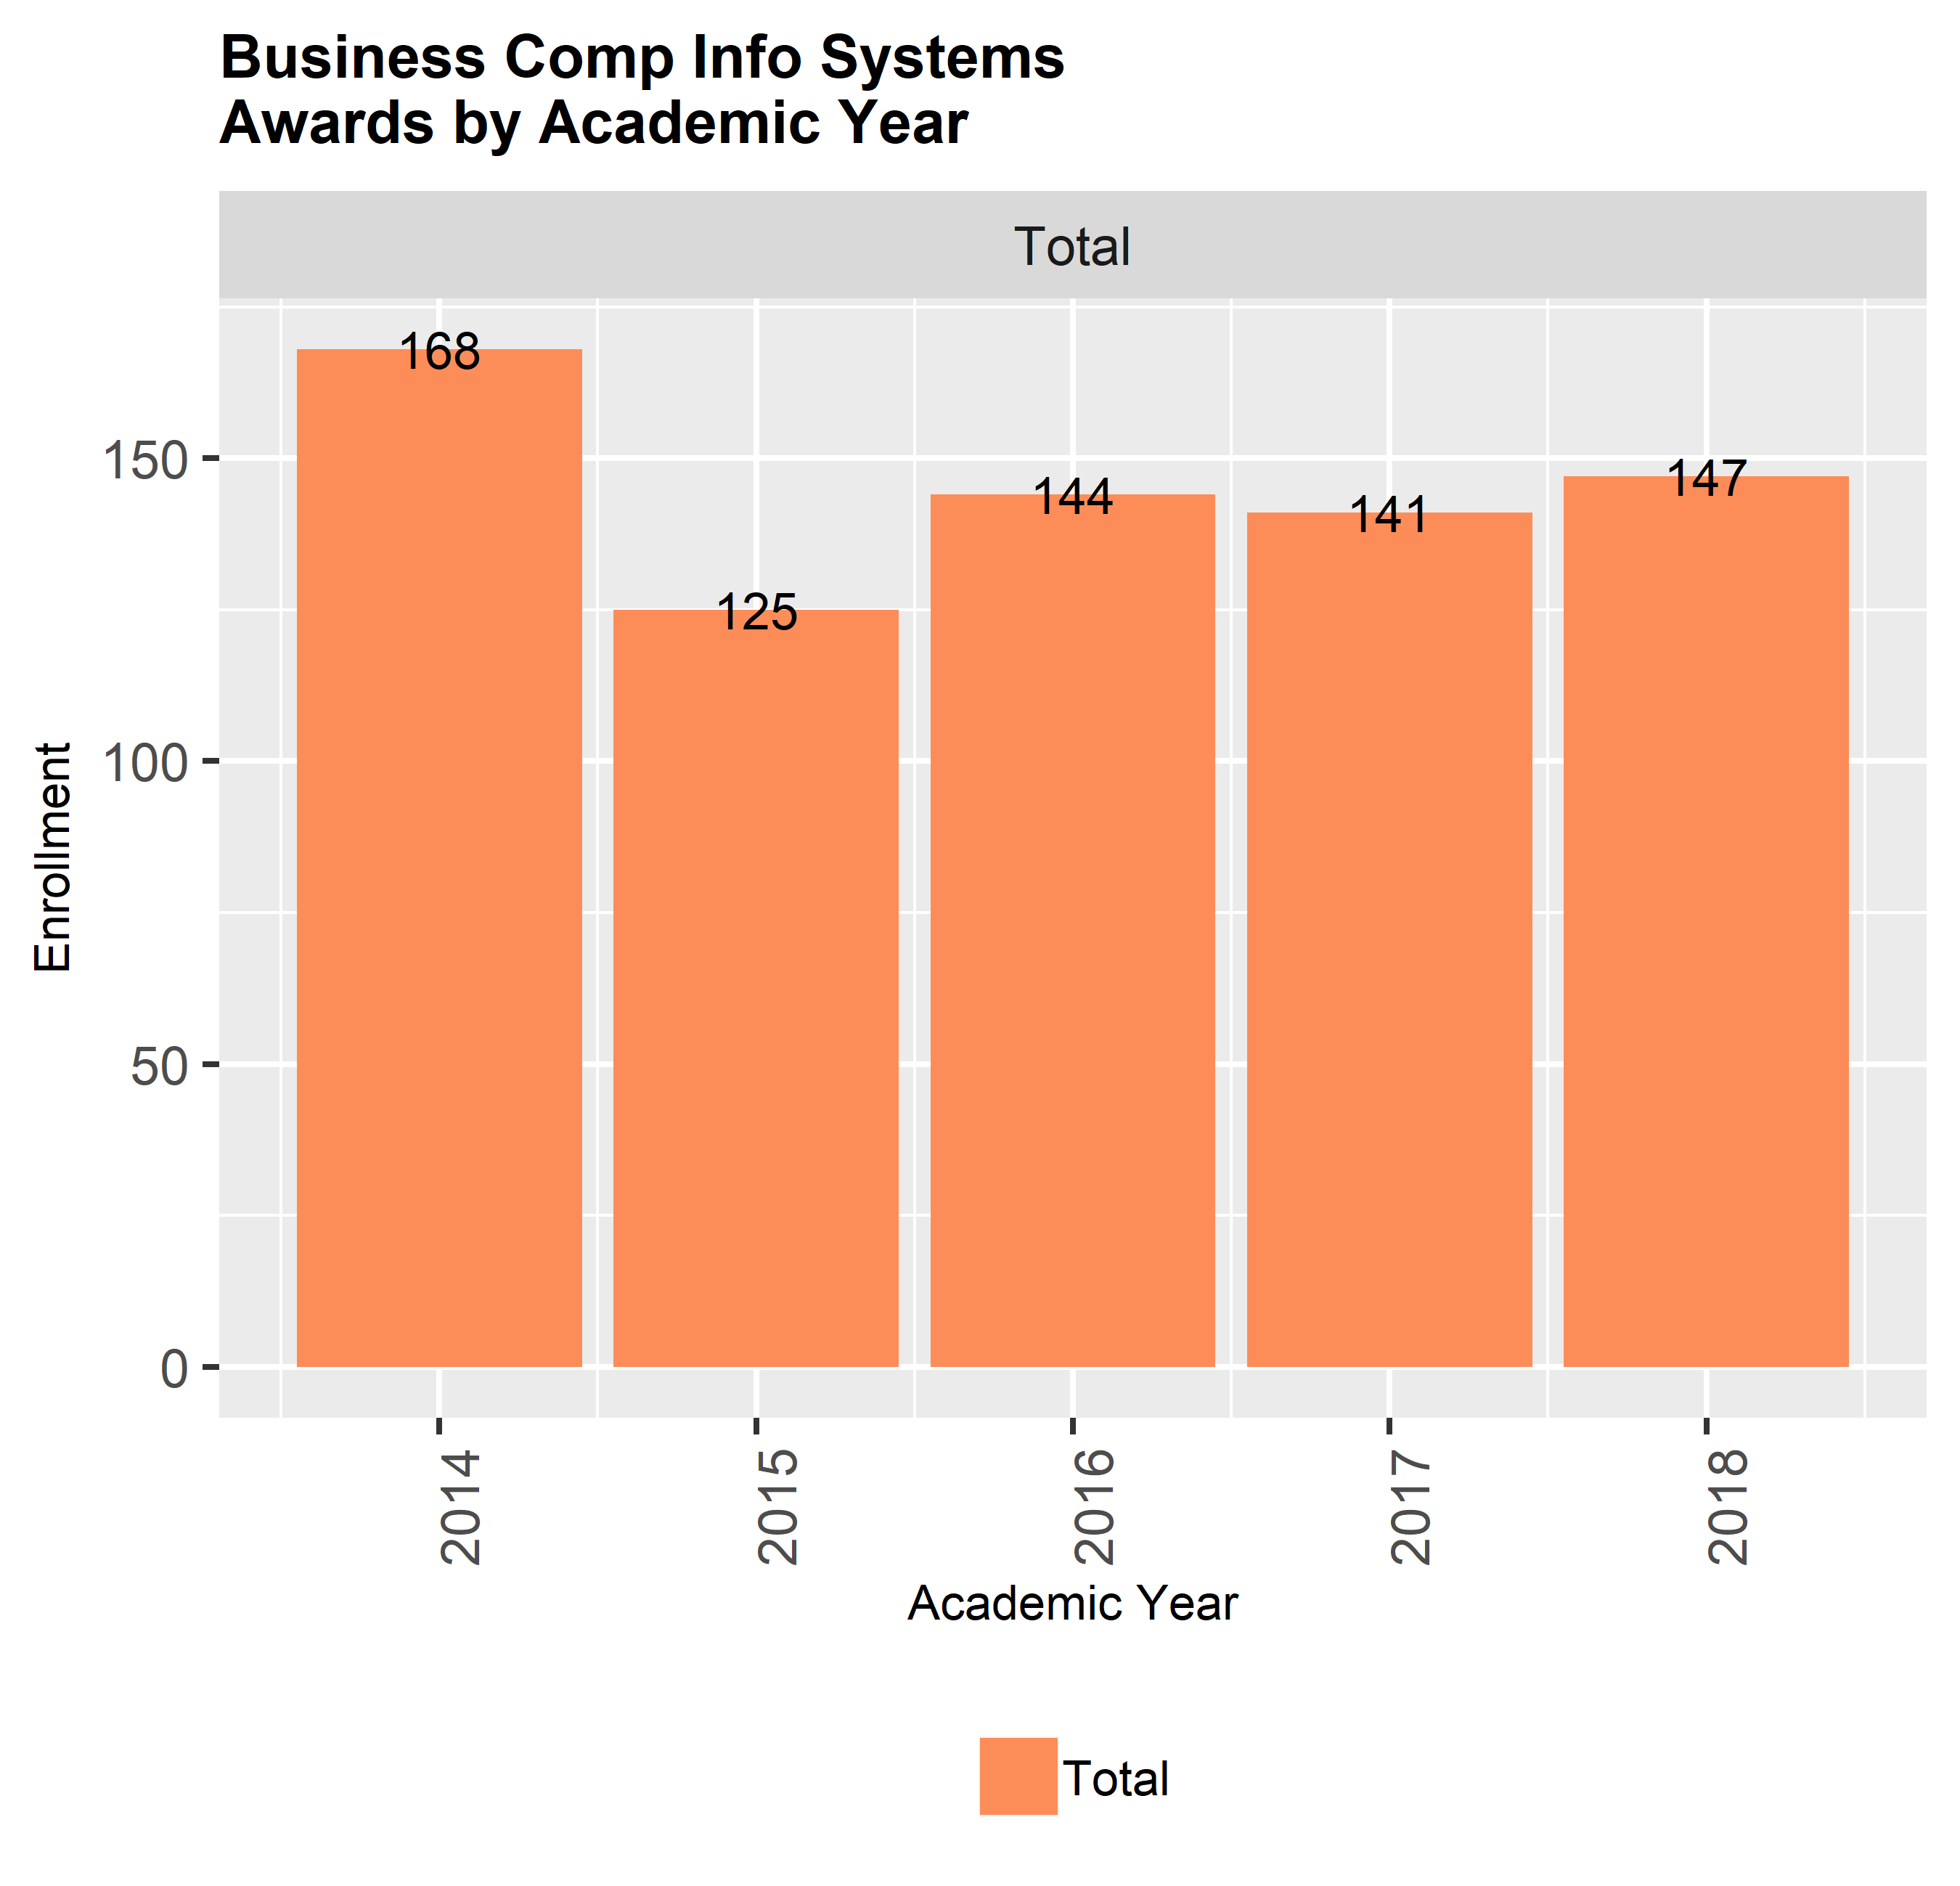 Business Comp Info Systems
Awards by Academic Year
Total
168
125
144
141
147
150
100
50
0
Enrollment
2014
2015
2016
2017
2018
Academic Year
Total